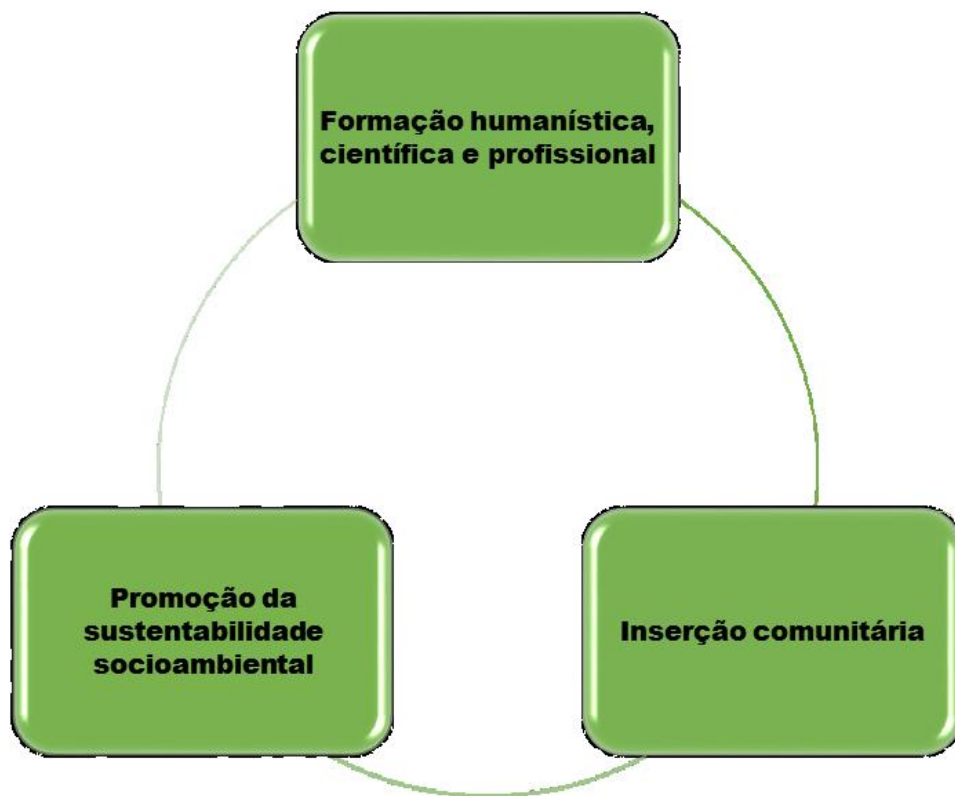 Formação humanística,
científica e profissional
Promoção da
sustentabilidade
socioambiental
Inserção comunitária